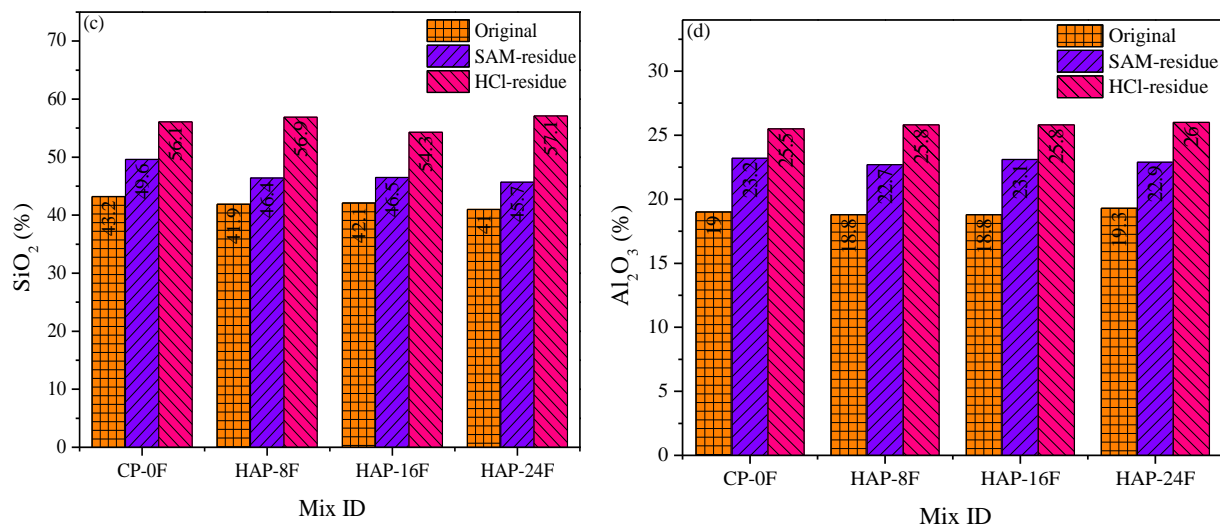 (c)
Original
SAM-residue
HCl-residue
SiO₂ (%)
70
60
50
40
30
20
10
0
43.2
49.6
56.1
41.9
46.4
56.9
42.1
46.5
54.3
41
45.7
57.1
CP-0F HAP-8F HAP-16F HAP-24F
Mix ID
(d)
Original
SAM-residue
HCl-residue
Al₂O₃ (%)
30
25
20
15
10
5
0
19
23.2
25.5
18.8
22.7
25.8
18.8
23.1
25.8
19.3
22.9
26
CP-0F HAP-8F HAP-16F HAP-24F
Mix ID